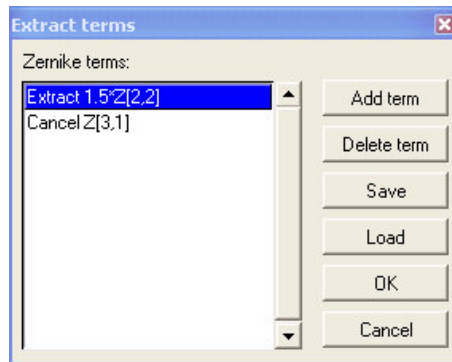 Extract terms
Zernike terms:
Extract 1.5*Z[2,2]
Cancel Z[3,1]
Add term
Delete term
Save
Load
OK
Cancel